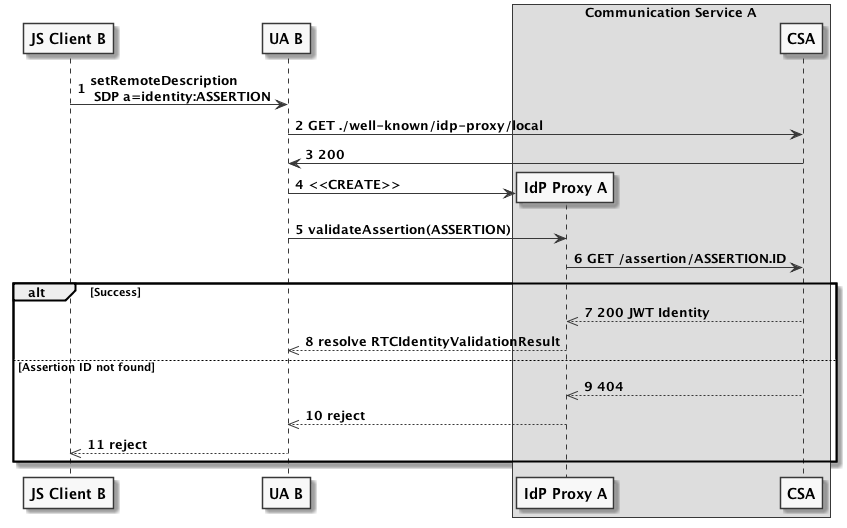 Communication Service A
JS Client B
UA B
CSA
1 setRemoteDescription
SDP a=identity:ASSERTION
2 GET ./well-known/idp-proxy/local
3 200
4 <<CREATE>>
IdP Proxy A
5 validateAssertion(ASSERTION)
6 GET /assertion/ASSERTION.ID
alt [Success]
7 200 JWT Identity
8 resolve RTCIdentityValidationResult
[Assertion ID not found]
9 404
10 reject
11 reject
JS Client B
UA B
IdP Proxy A
CSA